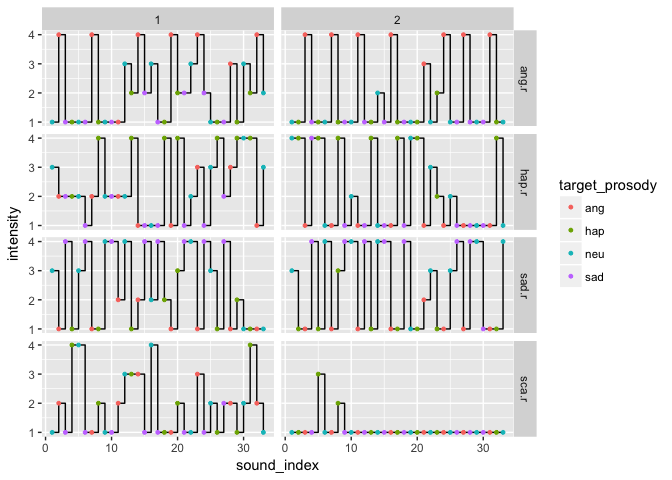 1 2
4
3
2
1
ang.r
4
3
2
1
hap.r
4
3
2
1
sad.r
4
3
2
1
sca.r
0 10 20 30 0 10 20 30
intensity
sound_index
target_prosody
ang
hap
neu
sad